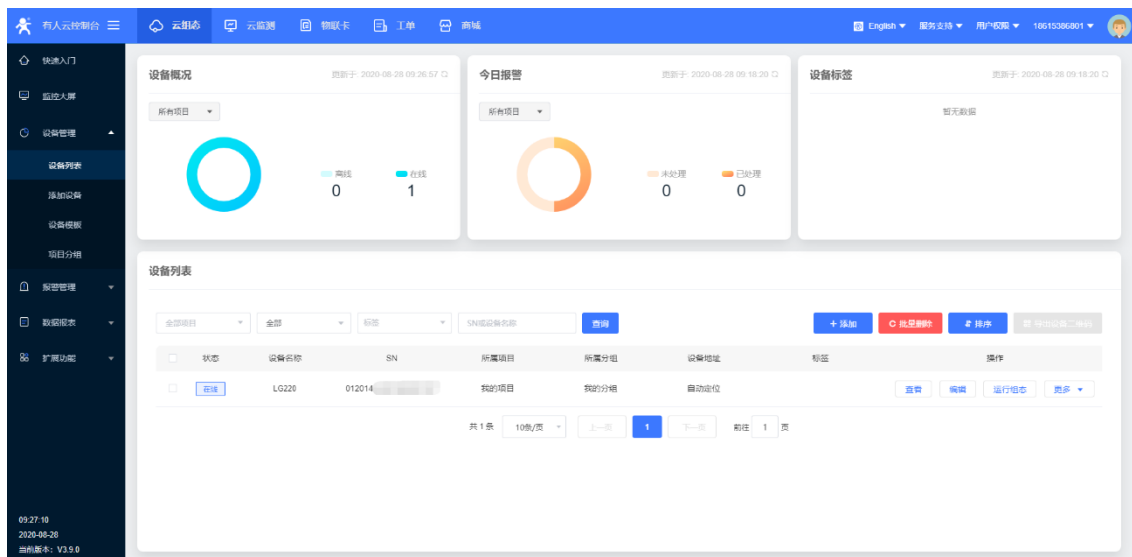 有人云控制台
云组态
云监测
物联卡
工单
商城
English
服务支持
用户权限
18615386801
快速入门
监控大屏
设备管理
设备列表
添加设备
设备模板
项目分组
报警管理
数据报表
扩展功能
09:27:10
2020-08-28
当前版本: V3.9.0
设备概况
更新于: 2020-08-28 09:26:57
所有项目
离线
0
在线
1
今日报警
更新于: 2020-08-28 09:18:20
所有项目
未处理
0
已处理
0
设备标签
更新于: 2020-08-28 09:18:20
暂无数据
设备列表
全部项目
全部
标签
SN或设备名称
查询
+ 添加
批量删除
排序
导出设备二维码
状态 设备名称 SN 所属项目 所属分组 设备地址 标签 操作
在线 LG220 012014 我的项目 我的分组 自动定位 查看 编辑 运行组态 更多
共 1 条 10条/页 上一页 1 下一页 前往 1 页